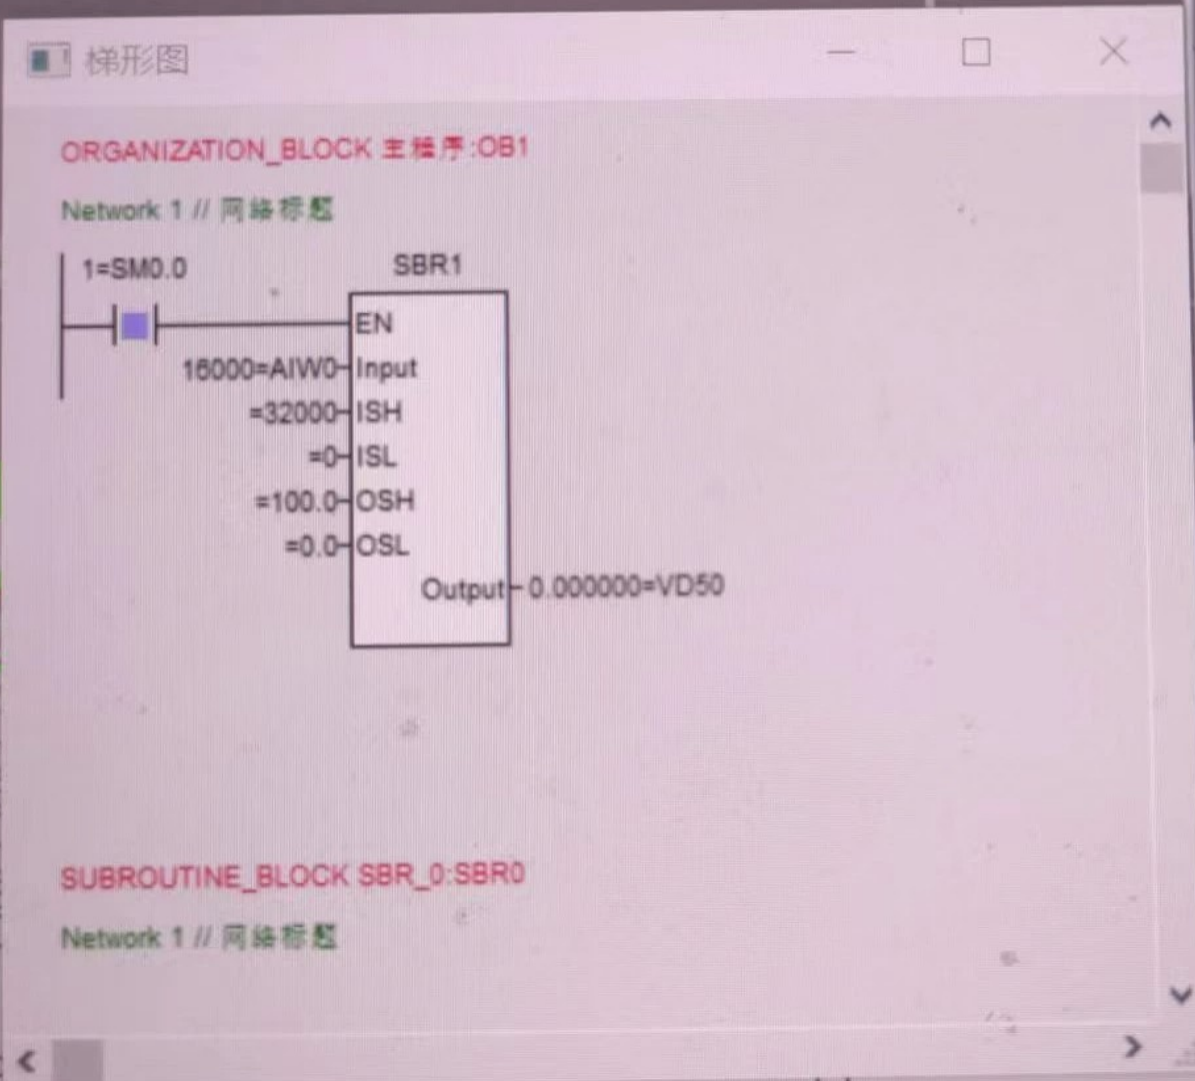 梯形图
ORGANIZATION_BLOCK 主程序:OB1
Network 1 // 网络标题
1=SM0.0
SBR1
EN
16000=AIW0 Input
=32000 ISH
=0 ISL
=100.0 OSH
=0.0 OSL
Output 0.000000=VD50
SUBROUTINE_BLOCK SBR_0:SBR0
Network 1 // 网络标题